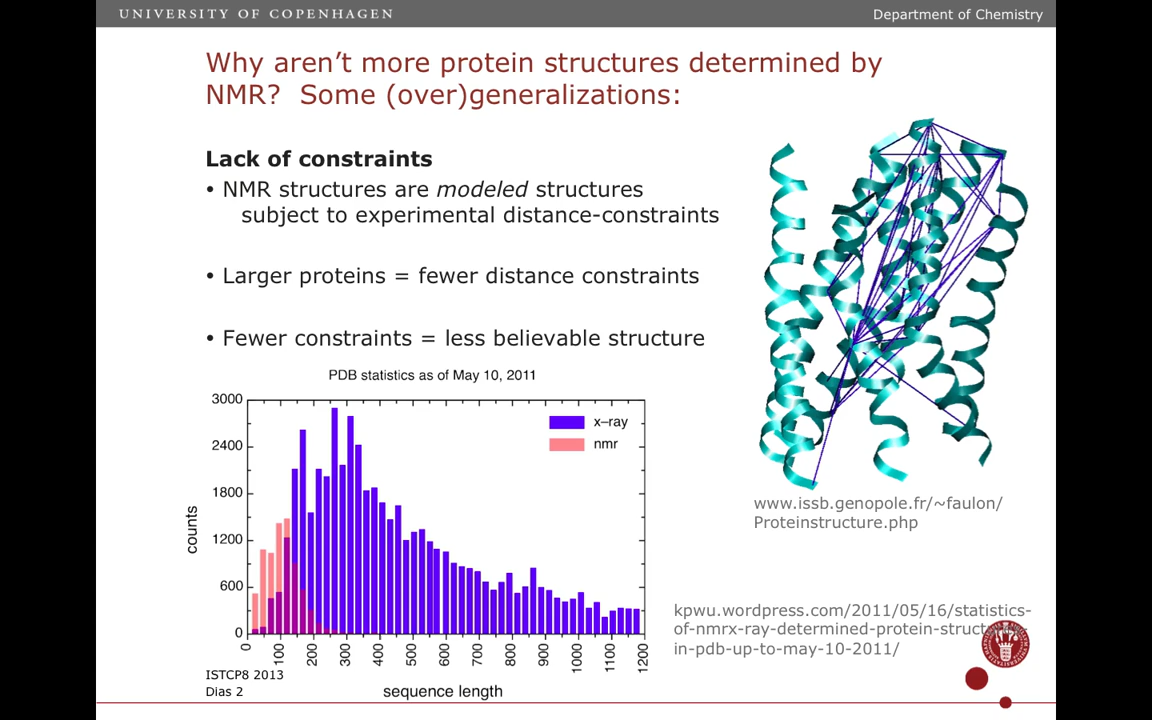 UNIVERSITY OF COPENHAGEN
Department of Chemistry
Why aren’t more protein structures determined by
NMR?  Some (over)generalizations:
Lack of constraints
• NMR structures are modeled structures
subject to experimental distance-constraints
• Larger proteins = fewer distance constraints
• Fewer constraints = less believable structure
www.issb.genopole.fr/~faulon/
Proteinstructure.php
PDB statistics as of May 10, 2011
3000
2400
1800
1200
600
0
counts
x–ray
nmr
0
100
200
300
400
500
600
700
800
900
1000
1100
1200
sequence length
kpwu.wordpress.com/2011/05/16/statistics-
of-nmrx-ray-determined-protein-struct
in-pdb-up-to-may-10-2011/
ISTCP8 2013
Dias 2